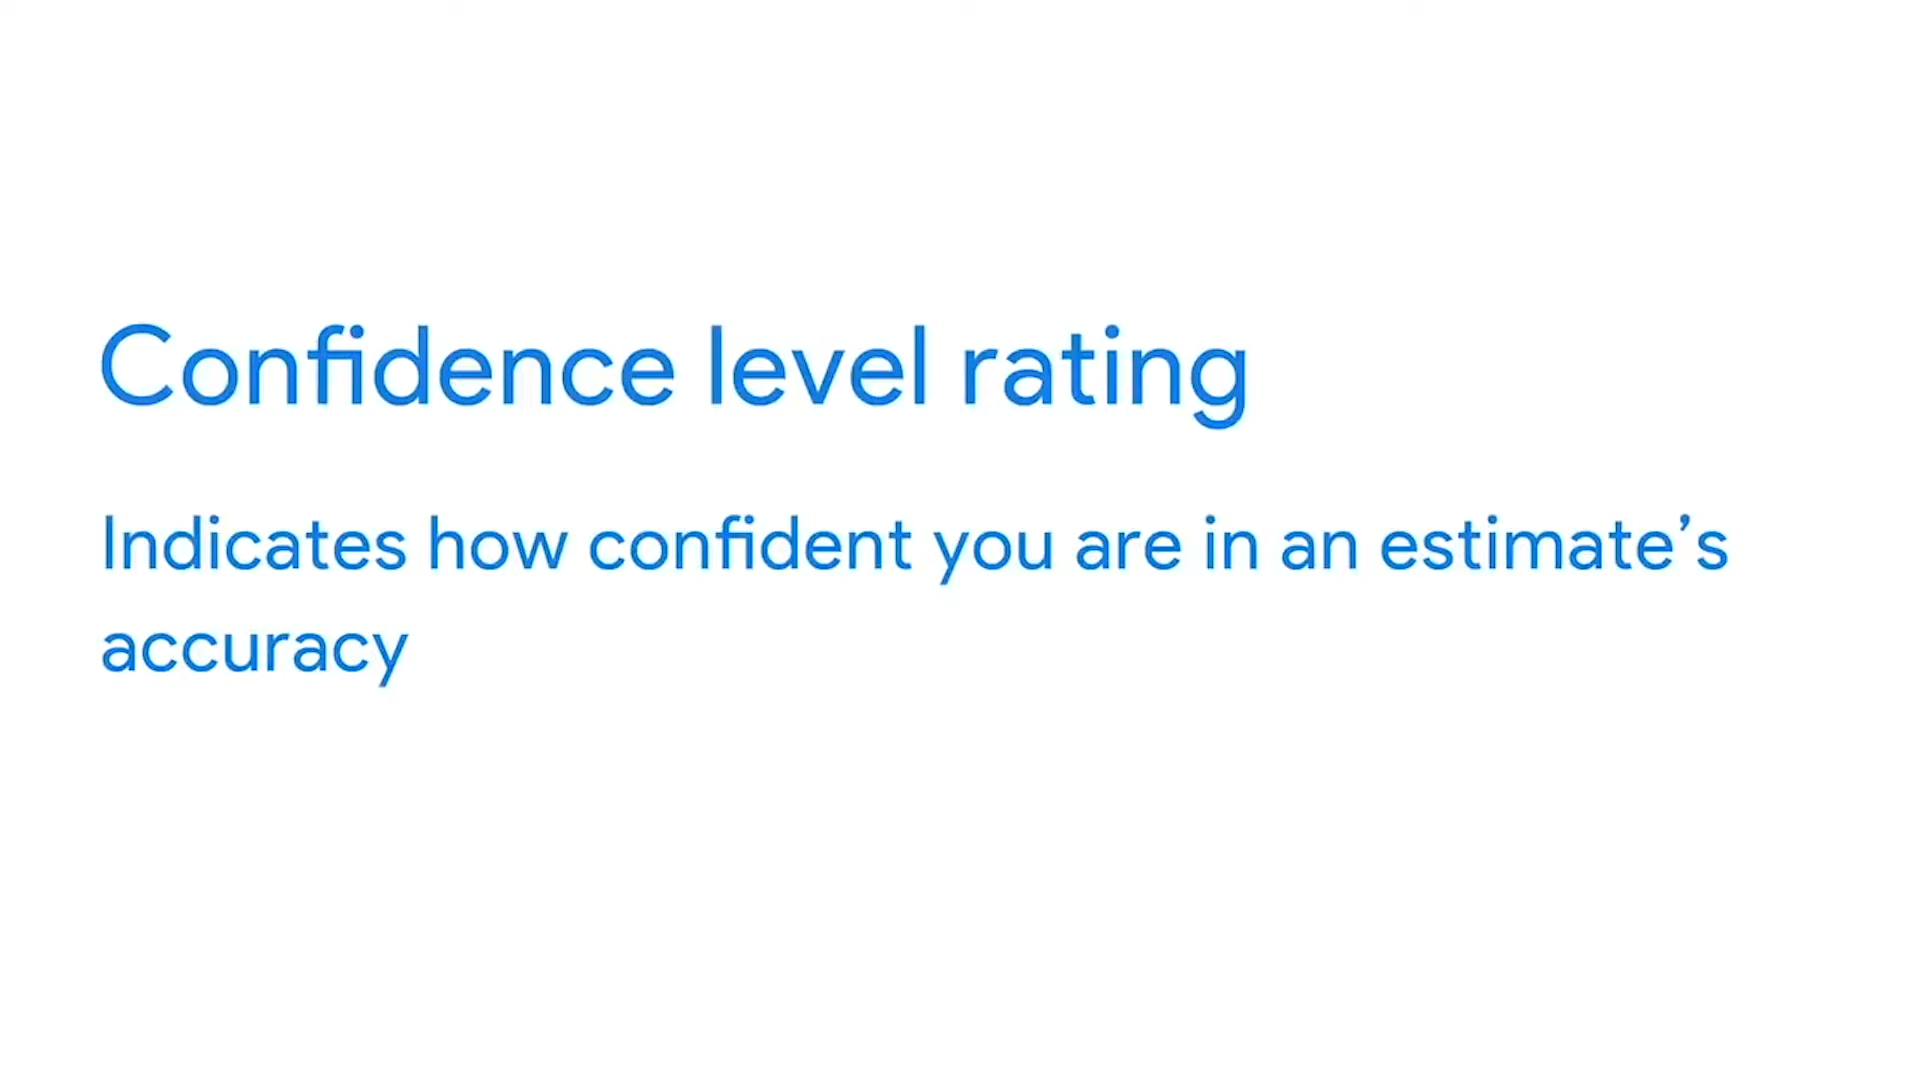 Confidence level rating
Indicates how confident you are in an estimate’s
accuracy